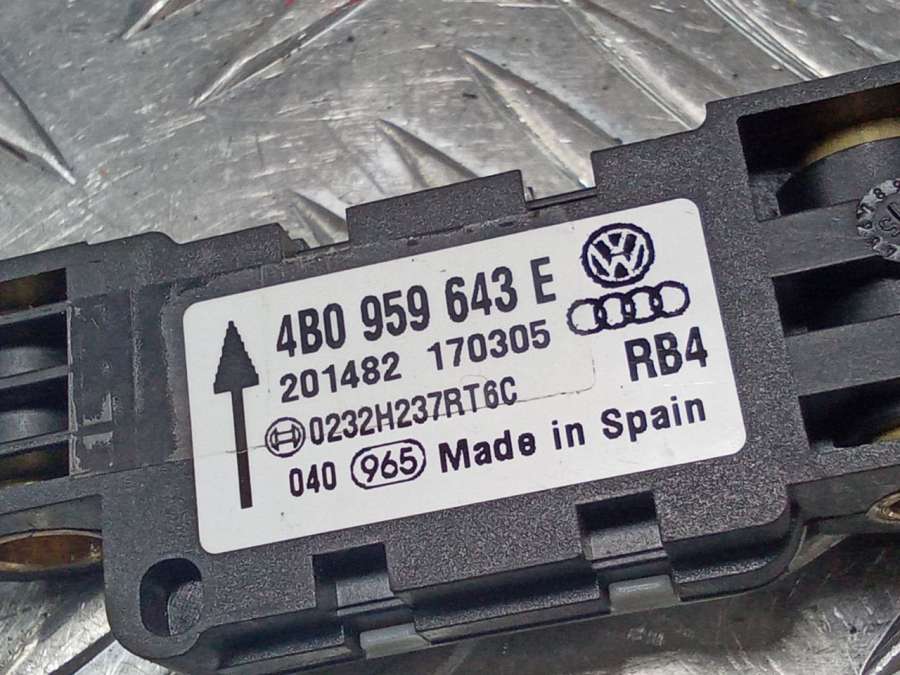 4B0 959 643 E
201482 170305
RB4
0232H237RT6C
040 965 Made in Spain